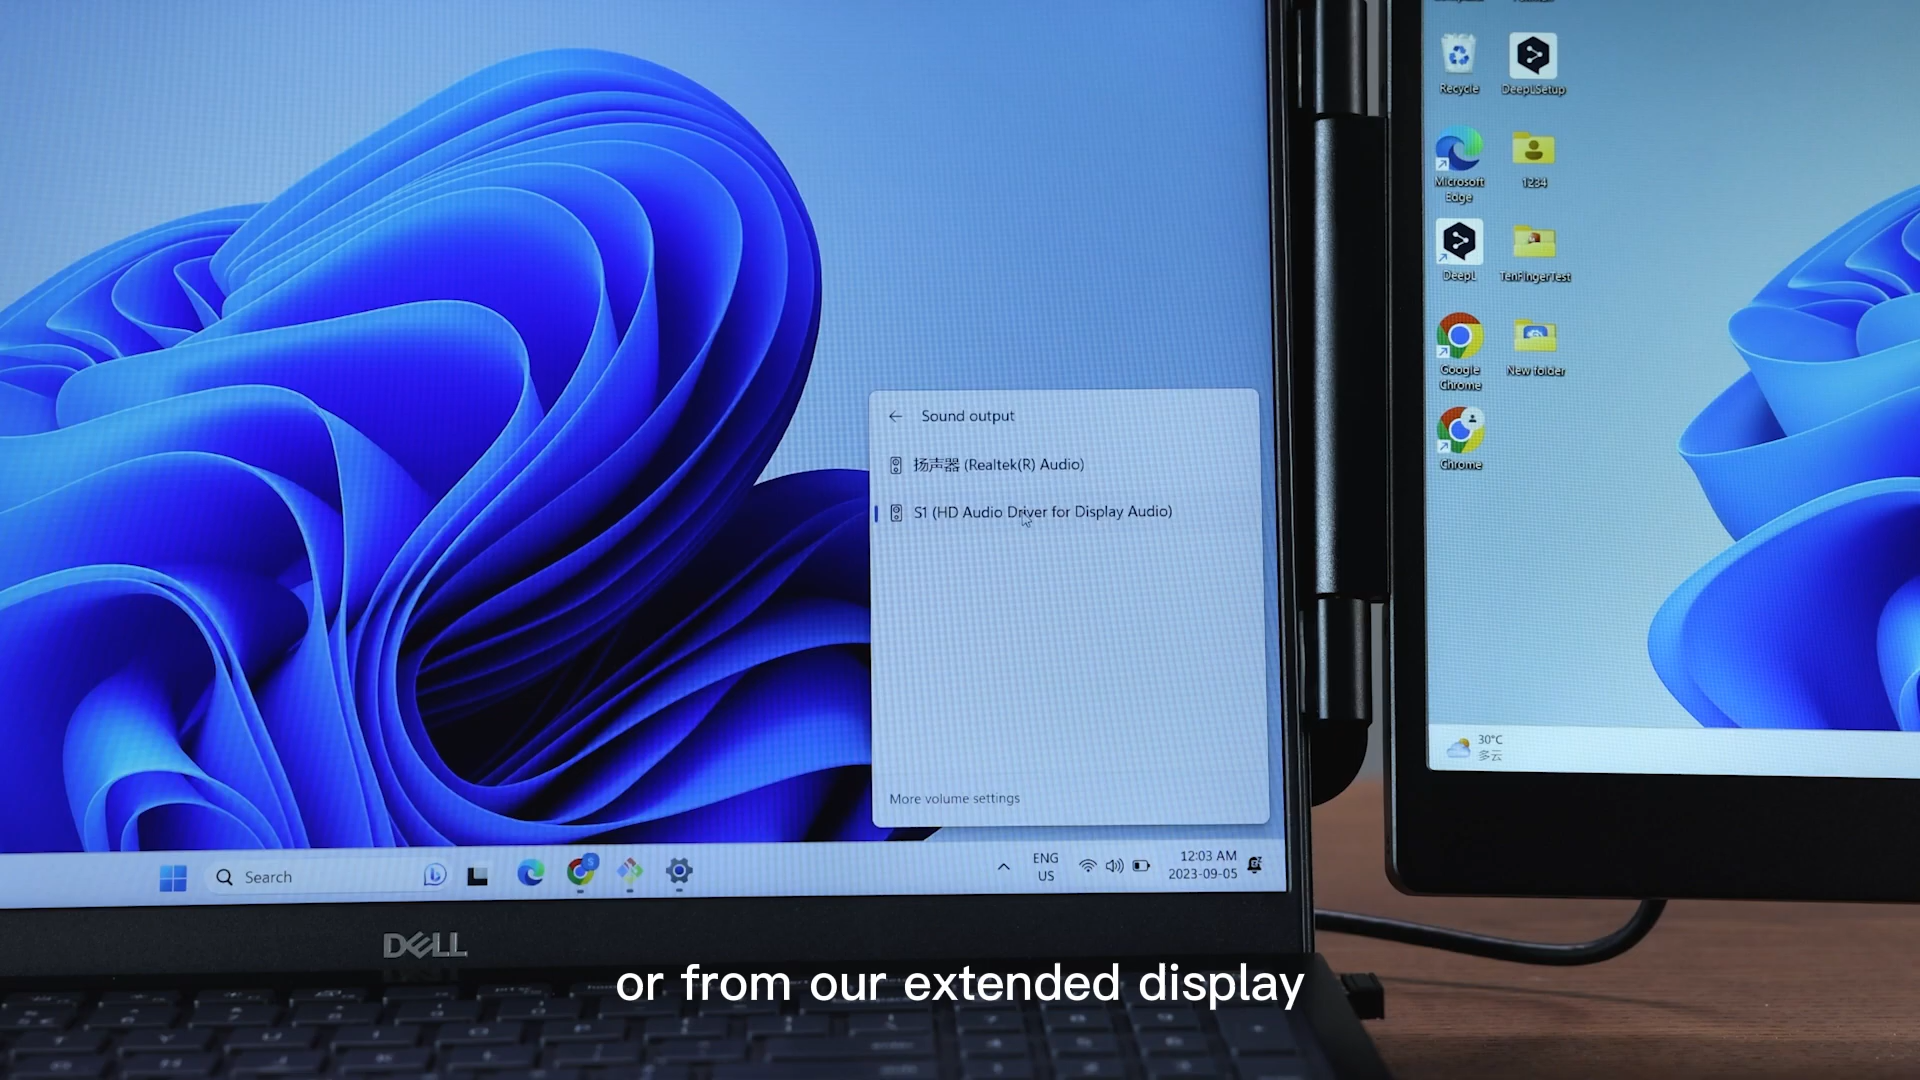 Sound output
扬声器 (Realtek(R) Audio)
S1 (HD Audio Driver for Display Audio)
More volume settings
Search
ENG
US
12:03 AM
2023-09-05
DELL
Recycle
DeepLSetup
Microsoft
Edge
1234
DeepL
TenFingerTest
Google
Chrome
New folder
Chrome
30°C
多云
or from our extended display